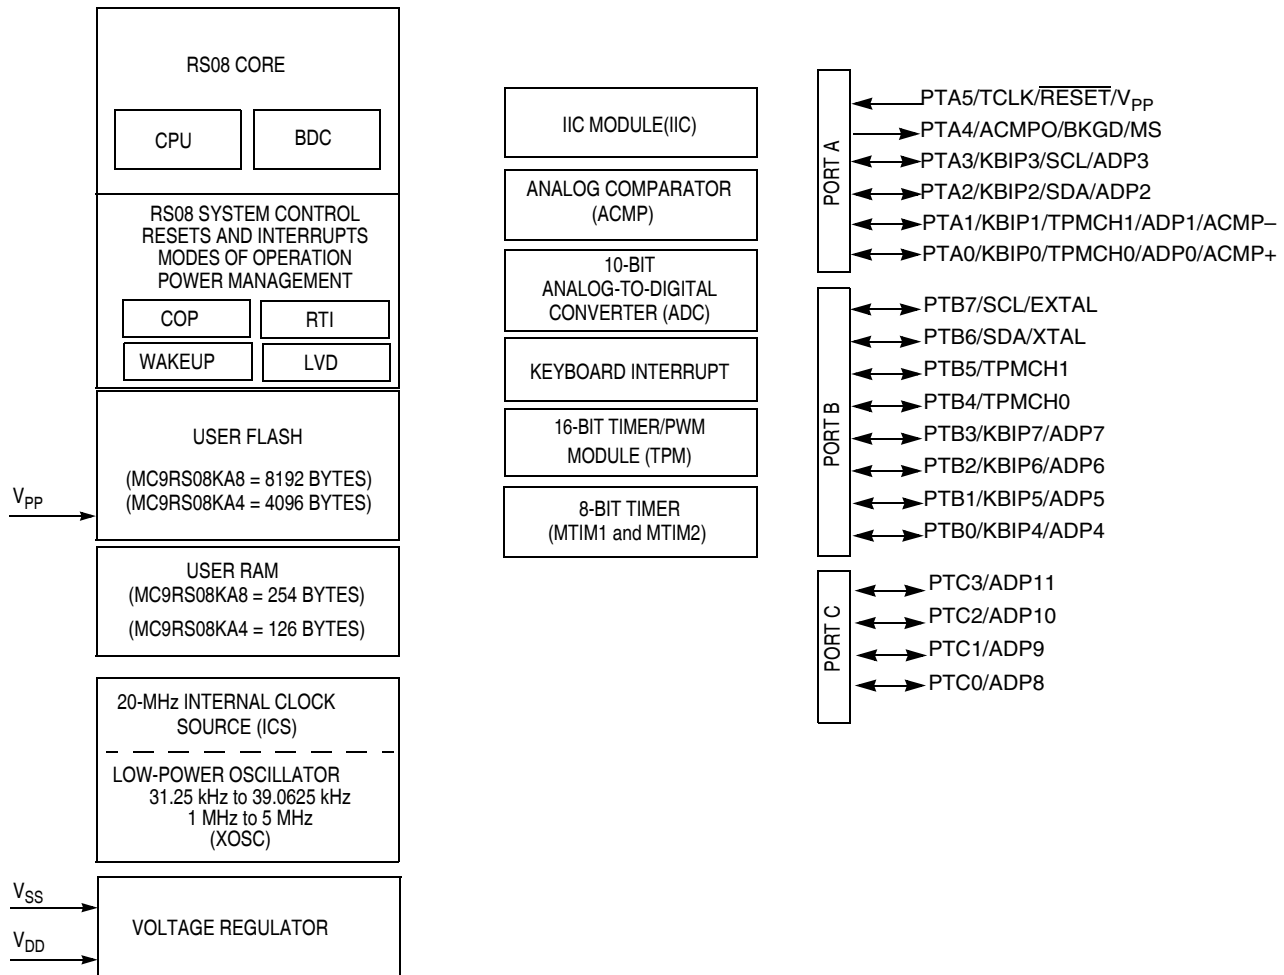 RS08 CORE
CPU
BDC
RS08 SYSTEM CONTROL
RESETS AND INTERRUPTS
MODES OF OPERATION
POWER MANAGEMENT
COP
RTI
WAKEUP
LVD
USER FLASH
(MC9RS08KA8 = 8192 BYTES)
(MC9RS08KA4 = 4096 BYTES)
VPP
USER RAM
(MC9RS08KA8 = 254 BYTES)
(MC9RS08KA4 = 126 BYTES)
20-MHz INTERNAL CLOCK
SOURCE (ICS)
LOW-POWER OSCILLATOR
31.25 kHz to 39.0625 kHz
1 MHz to 5 MHz
(XOSC)
VSS
VDD
VOLTAGE REGULATOR
IIC MODULE(IIC)
ANALOG COMPARATOR
(ACMP)
10-BIT
ANALOG-TO-DIGITAL
CONVERTER (ADC)
KEYBOARD INTERRUPT
16-BIT TIMER/PWM
MODULE (TPM)
8-BIT TIMER
(MTIM1 and MTIM2)
PORT A
PTA5/TCLK/RESET/VPP
PTA4/ACMPO/BKGD/MS
PTA3/KBIP3/SCL/ADP3
PTA2/KBIP2/SDA/ADP2
PTA1/KBIP1/TPMCH1/ADP1/ACMP–
PTA0/KBIP0/TPMCH0/ADP0/ACMP+
PORT B
PTB7/SCL/EXTAL
PTB6/SDA/XTAL
PTB5/TPMCH1
PTB4/TPMCH0
PTB3/KBIP7/ADP7
PTB2/KBIP6/ADP6
PTB1/KBIP5/ADP5
PTB0/KBIP4/ADP4
PORT C
PTC3/ADP11
PTC2/ADP10
PTC1/ADP9
PTC0/ADP8